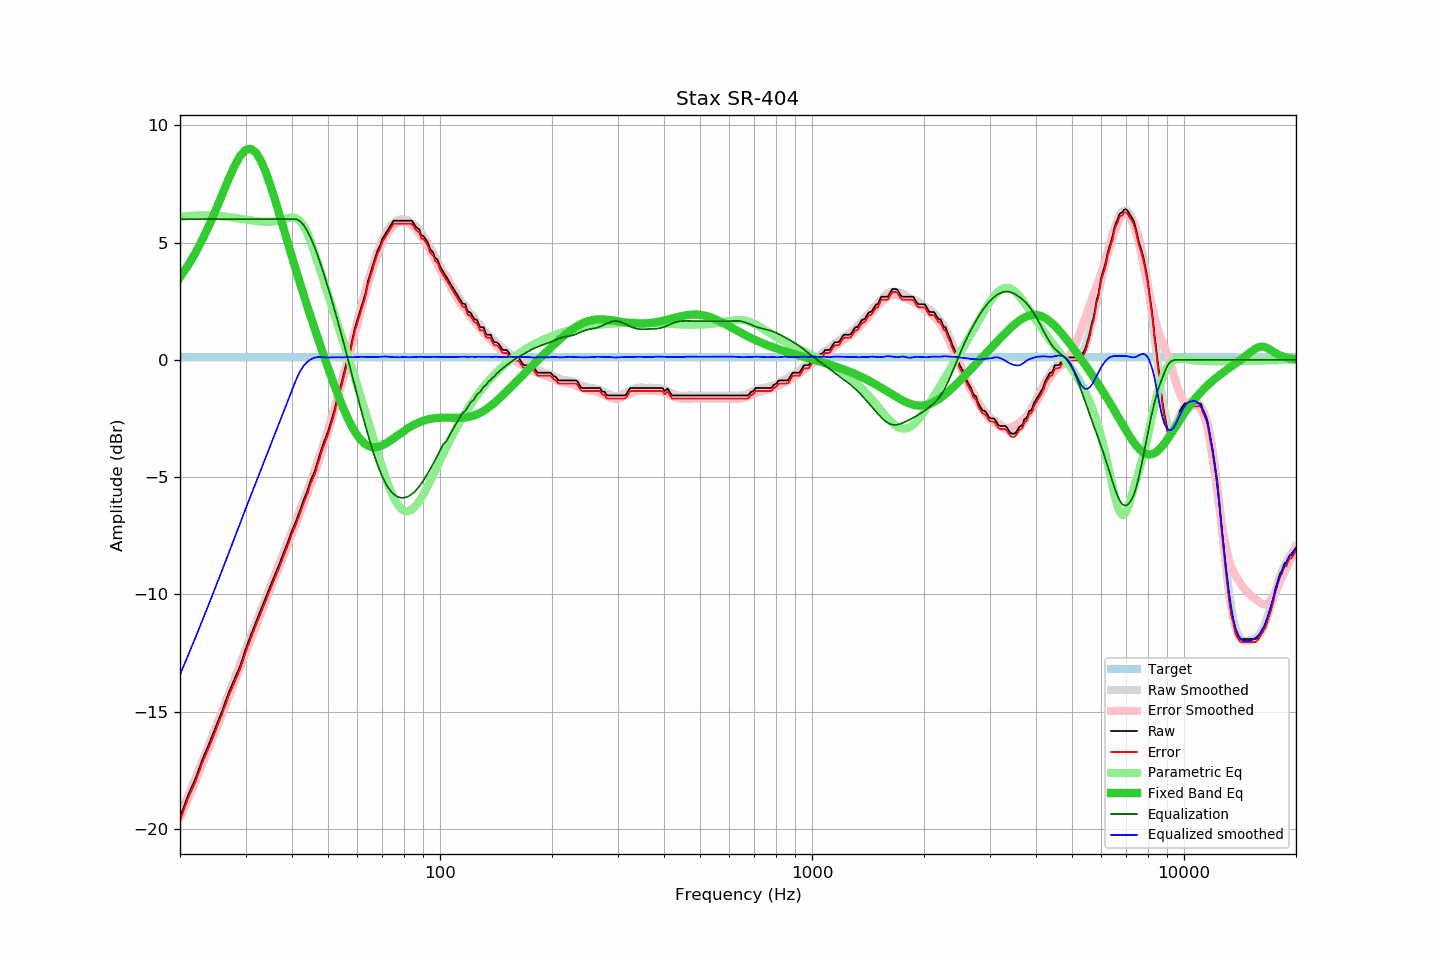 Stax SR-404
10
5
0
−5
−10
−15
−20
Amplitude (dBr)
100
1000
10000
Frequency (Hz)
Target
Raw Smoothed
Error Smoothed
Raw
Error
Parametric Eq
Fixed Band Eq
Equalization
Equalized smoothed